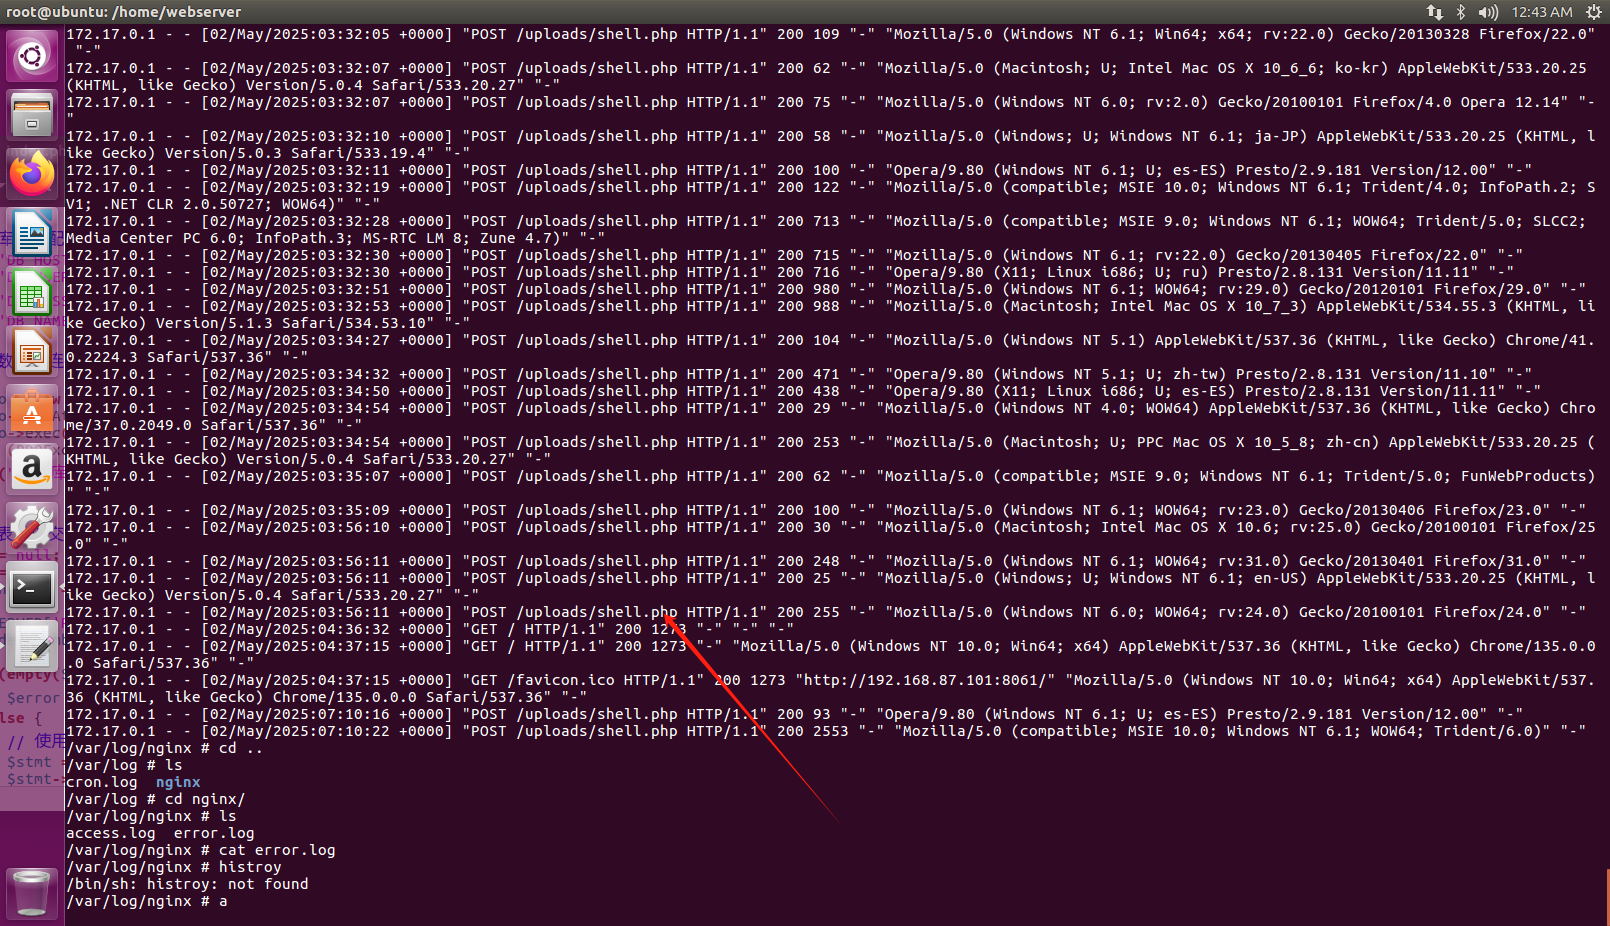 root@ubuntu: /home/webserver
12:43 AM
172.17.0.1 - - [02/May/2025:03:32:05 +0000] "POST /uploads/shell.php HTTP/1.1" 200 109 "-" "Mozilla/5.0 (Windows NT 6.1; Win64; x64; rv:22.0) Gecko/20130328 Firefox/22.0"
"-"
172.17.0.1 - - [02/May/2025:03:32:07 +0000] "POST /uploads/shell.php HTTP/1.1" 200 62 "-" "Mozilla/5.0 (Macintosh; U; Intel Mac OS X 10_6_6; ko-kr) AppleWebKit/533.20.25
(KHTML, like Gecko) Version/5.0.4 Safari/533.20.27" "-"
172.17.0.1 - - [02/May/2025:03:32:07 +0000] "POST /uploads/shell.php HTTP/1.1" 200 75 "-" "Mozilla/5.0 (Windows NT 6.0; rv:2.0) Gecko/20100101 Firefox/4.0 Opera 12.14" "-
"
172.17.0.1 - - [02/May/2025:03:32:10 +0000] "POST /uploads/shell.php HTTP/1.1" 200 58 "-" "Mozilla/5.0 (Windows; U; Windows NT 6.1; ja-JP) AppleWebKit/533.20.25 (KHTML, l
ike Gecko) Version/5.0.3 Safari/533.19.4" "-"
172.17.0.1 - - [02/May/2025:03:32:11 +0000] "POST /uploads/shell.php HTTP/1.1" 200 100 "-" "Opera/9.80 (Windows NT 6.1; U; es-ES) Presto/2.9.181 Version/12.00" "-"
172.17.0.1 - - [02/May/2025:03:32:19 +0000] "POST /uploads/shell.php HTTP/1.1" 200 122 "-" "Mozilla/5.0 (compatible; MSIE 10.0; Windows NT 6.1; Trident/4.0; InfoPath.2; S
V1; .NET CLR 2.0.50727; WOW64)" "-"
172.17.0.1 - - [02/May/2025:03:32:28 +0000] "POST /uploads/shell.php HTTP/1.1" 200 713 "-" "Mozilla/5.0 (compatible; MSIE 9.0; Windows NT 6.1; WOW64; Trident/5.0; SLCC2;
Media Center PC 6.0; InfoPath.3; MS-RTC LM 8; Zune 4.7)" "-"
172.17.0.1 - - [02/May/2025:03:32:30 +0000] "POST /uploads/shell.php HTTP/1.1" 200 715 "-" "Mozilla/5.0 (Windows NT 6.1; rv:22.0) Gecko/20130405 Firefox/22.0" "-"
172.17.0.1 - - [02/May/2025:03:32:30 +0000] "POST /uploads/shell.php HTTP/1.1" 200 716 "-" "Opera/9.80 (X11; Linux i686; U; ru) Presto/2.8.131 Version/11.11" "-"
172.17.0.1 - - [02/May/2025:03:32:51 +0000] "POST /uploads/shell.php HTTP/1.1" 200 980 "-" "Mozilla/5.0 (Windows NT 6.1; WOW64; rv:29.0) Gecko/20120101 Firefox/29.0" "-"
172.17.0.1 - - [02/May/2025:03:32:53 +0000] "POST /uploads/shell.php HTTP/1.1" 200 988 "-" "Mozilla/5.0 (Macintosh; Intel Mac OS X 10_7_3) AppleWebKit/534.55.3 (KHTML, li
ke Gecko) Version/5.1.3 Safari/534.53.10" "-"
172.17.0.1 - - [02/May/2025:03:34:27 +0000] "POST /uploads/shell.php HTTP/1.1" 200 104 "-" "Mozilla/5.0 (Windows NT 5.1) AppleWebKit/537.36 (KHTML, like Gecko) Chrome/41.
0.2224.3 Safari/537.36" "-"
172.17.0.1 - - [02/May/2025:03:34:32 +0000] "POST /uploads/shell.php HTTP/1.1" 200 471 "-" "Opera/9.80 (Windows NT 5.1; U; zh-tw) Presto/2.8.131 Version/11.10" "-"
172.17.0.1 - - [02/May/2025:03:34:50 +0000] "POST /uploads/shell.php HTTP/1.1" 200 438 "-" "Opera/9.80 (X11; Linux i686; U; es-ES) Presto/2.8.131 Version/11.11" "-"
172.17.0.1 - - [02/May/2025:03:34:54 +0000] "POST /uploads/shell.php HTTP/1.1" 200 29 "-" "Mozilla/5.0 (Windows NT 4.0; WOW64) AppleWebKit/537.36 (KHTML, like Gecko) Chro
me/37.0.2049.0 Safari/537.36" "-"
172.17.0.1 - - [02/May/2025:03:34:54 +0000] "POST /uploads/shell.php HTTP/1.1" 200 253 "-" "Mozilla/5.0 (Macintosh; U; PPC Mac OS X 10_5_8; zh-cn) AppleWebKit/533.20.25 (
KHTML, like Gecko) Version/5.0.4 Safari/533.20.27" "-"
172.17.0.1 - - [02/May/2025:03:35:07 +0000] "POST /uploads/shell.php HTTP/1.1" 200 62 "-" "Mozilla/5.0 (compatible; MSIE 9.0; Windows NT 6.1; Trident/5.0; FunWebProducts)
" "-"
172.17.0.1 - - [02/May/2025:03:35:09 +0000] "POST /uploads/shell.php HTTP/1.1" 200 100 "-" "Mozilla/5.0 (Windows NT 6.1; WOW64; rv:23.0) Gecko/20130406 Firefox/23.0" "-"
172.17.0.1 - - [02/May/2025:03:56:10 +0000] "POST /uploads/shell.php HTTP/1.1" 200 30 "-" "Mozilla/5.0 (Macintosh; Intel Mac OS X 10.6; rv:25.0) Gecko/20100101 Firefox/25
.0" "-"
172.17.0.1 - - [02/May/2025:03:56:11 +0000] "POST /uploads/shell.php HTTP/1.1" 200 248 "-" "Mozilla/5.0 (Windows NT 6.1; WOW64; rv:31.0) Gecko/20130401 Firefox/31.0" "-"
172.17.0.1 - - [02/May/2025:03:56:11 +0000] "POST /uploads/shell.php HTTP/1.1" 200 25 "-" "Mozilla/5.0 (Windows; U; Windows NT 6.1; en-US) AppleWebKit/533.20.25 (KHTML, l
ike Gecko) Version/5.0.4 Safari/533.20.27" "-"
172.17.0.1 - - [02/May/2025:03:56:11 +0000] "POST /uploads/shell.php HTTP/1.1" 200 255 "-" "Mozilla/5.0 (Windows NT 6.0; WOW64; rv:24.0) Gecko/20100101 Firefox/24.0" "-"
172.17.0.1 - - [02/May/2025:04:36:32 +0000] "GET / HTTP/1.1" 200 1273 "-" "-" "-"
172.17.0.1 - - [02/May/2025:04:37:15 +0000] "GET / HTTP/1.1" 200 1273 "-" "Mozilla/5.0 (Windows NT 10.0; Win64; x64) AppleWebKit/537.36 (KHTML, like Gecko) Chrome/135.0.0
.0 Safari/537.36" "-"
172.17.0.1 - - [02/May/2025:04:37:15 +0000] "GET /favicon.ico HTTP/1.1" 200 1273 "http://192.168.87.101:8061/" "Mozilla/5.0 (Windows NT 10.0; Win64; x64) AppleWebKit/537.
36 (KHTML, like Gecko) Chrome/135.0.0.0 Safari/537.36" "-"
172.17.0.1 - - [02/May/2025:07:10:16 +0000] "POST /uploads/shell.php HTTP/1.1" 200 93 "-" "Opera/9.80 (Windows NT 6.1; U; es-ES) Presto/2.9.181 Version/12.00" "-"
172.17.0.1 - - [02/May/2025:07:10:22 +0000] "POST /uploads/shell.php HTTP/1.1" 200 2553 "-" "Mozilla/5.0 (compatible; MSIE 10.0; Windows NT 6.1; WOW64; Trident/6.0)" "-"
/var/log/nginx # cd ..
/var/log # ls
cron.log  nginx
/var/log # cd nginx/
/var/log/nginx # ls
access.log  error.log
/var/log/nginx # cat error.log
/var/log/nginx # histroy
/bin/sh: histroy: not found
/var/log/nginx # a
= null;
(empty(
$error
lse {
// 使用
$stmt =
$stmt-